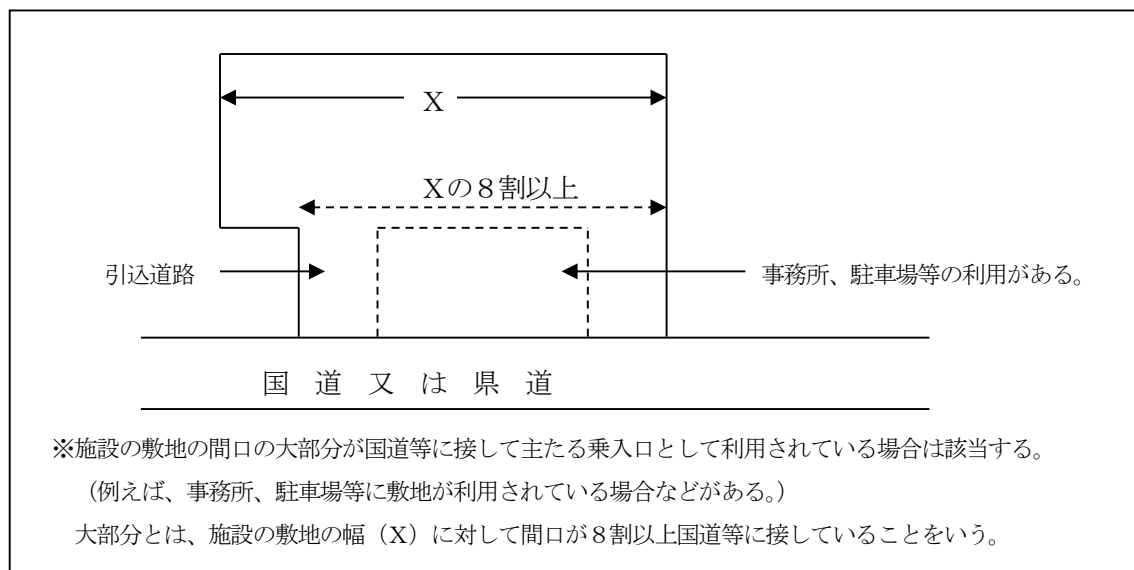 X
Xの8割以上
引込道路
事務所、駐車場等の利用がある。
国 道 又 は 県 道
※施設の敷地の間口の大部分が国道等に接して主たる乗入口として利用されている場合は該当する。
（例えば、事務所、駐車場等に敷地が利用されている場合などがある。）
大部分とは、施設の敷地の幅（X）に対して間口が８割以上国道等に接していることをいう。